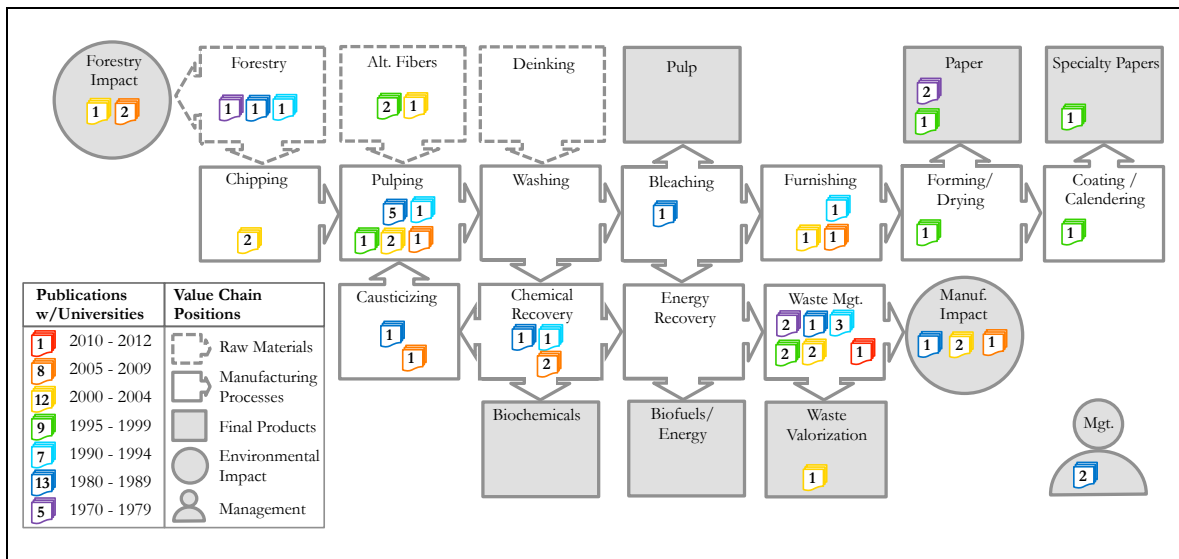 Forestry
Impact
1 2
Forestry
1 1 1
Alt. Fibers
2 1
Deinking
Pulp
Paper
2
1
Specialty Papers
1
Chipping
2
Pulping
5 1
1 2 1
Washing
Bleaching
1
Furnishing
1
1 1
Forming/
Drying
1
Coating /
Calendering
1
Causticizing
1
1
Chemical
Recovery
1 1
2
Energy
Recovery
Waste Mgt.
2 1 3
2 2 1
Manuf.
Impact
1 2 1
Biochemicals
Biofuels/
Energy
Waste
Valorization
1
Mgt.
2
Publications
w/Universities
1 2010 - 2012
8 2005 - 2009
12 2000 - 2004
9 1995 - 1999
7 1990 - 1994
13 1980 - 1989
5 1970 - 1979
Value Chain
Positions
Raw Materials
Manufacturing
Processes
Final Products
Environmental
Impact
Management